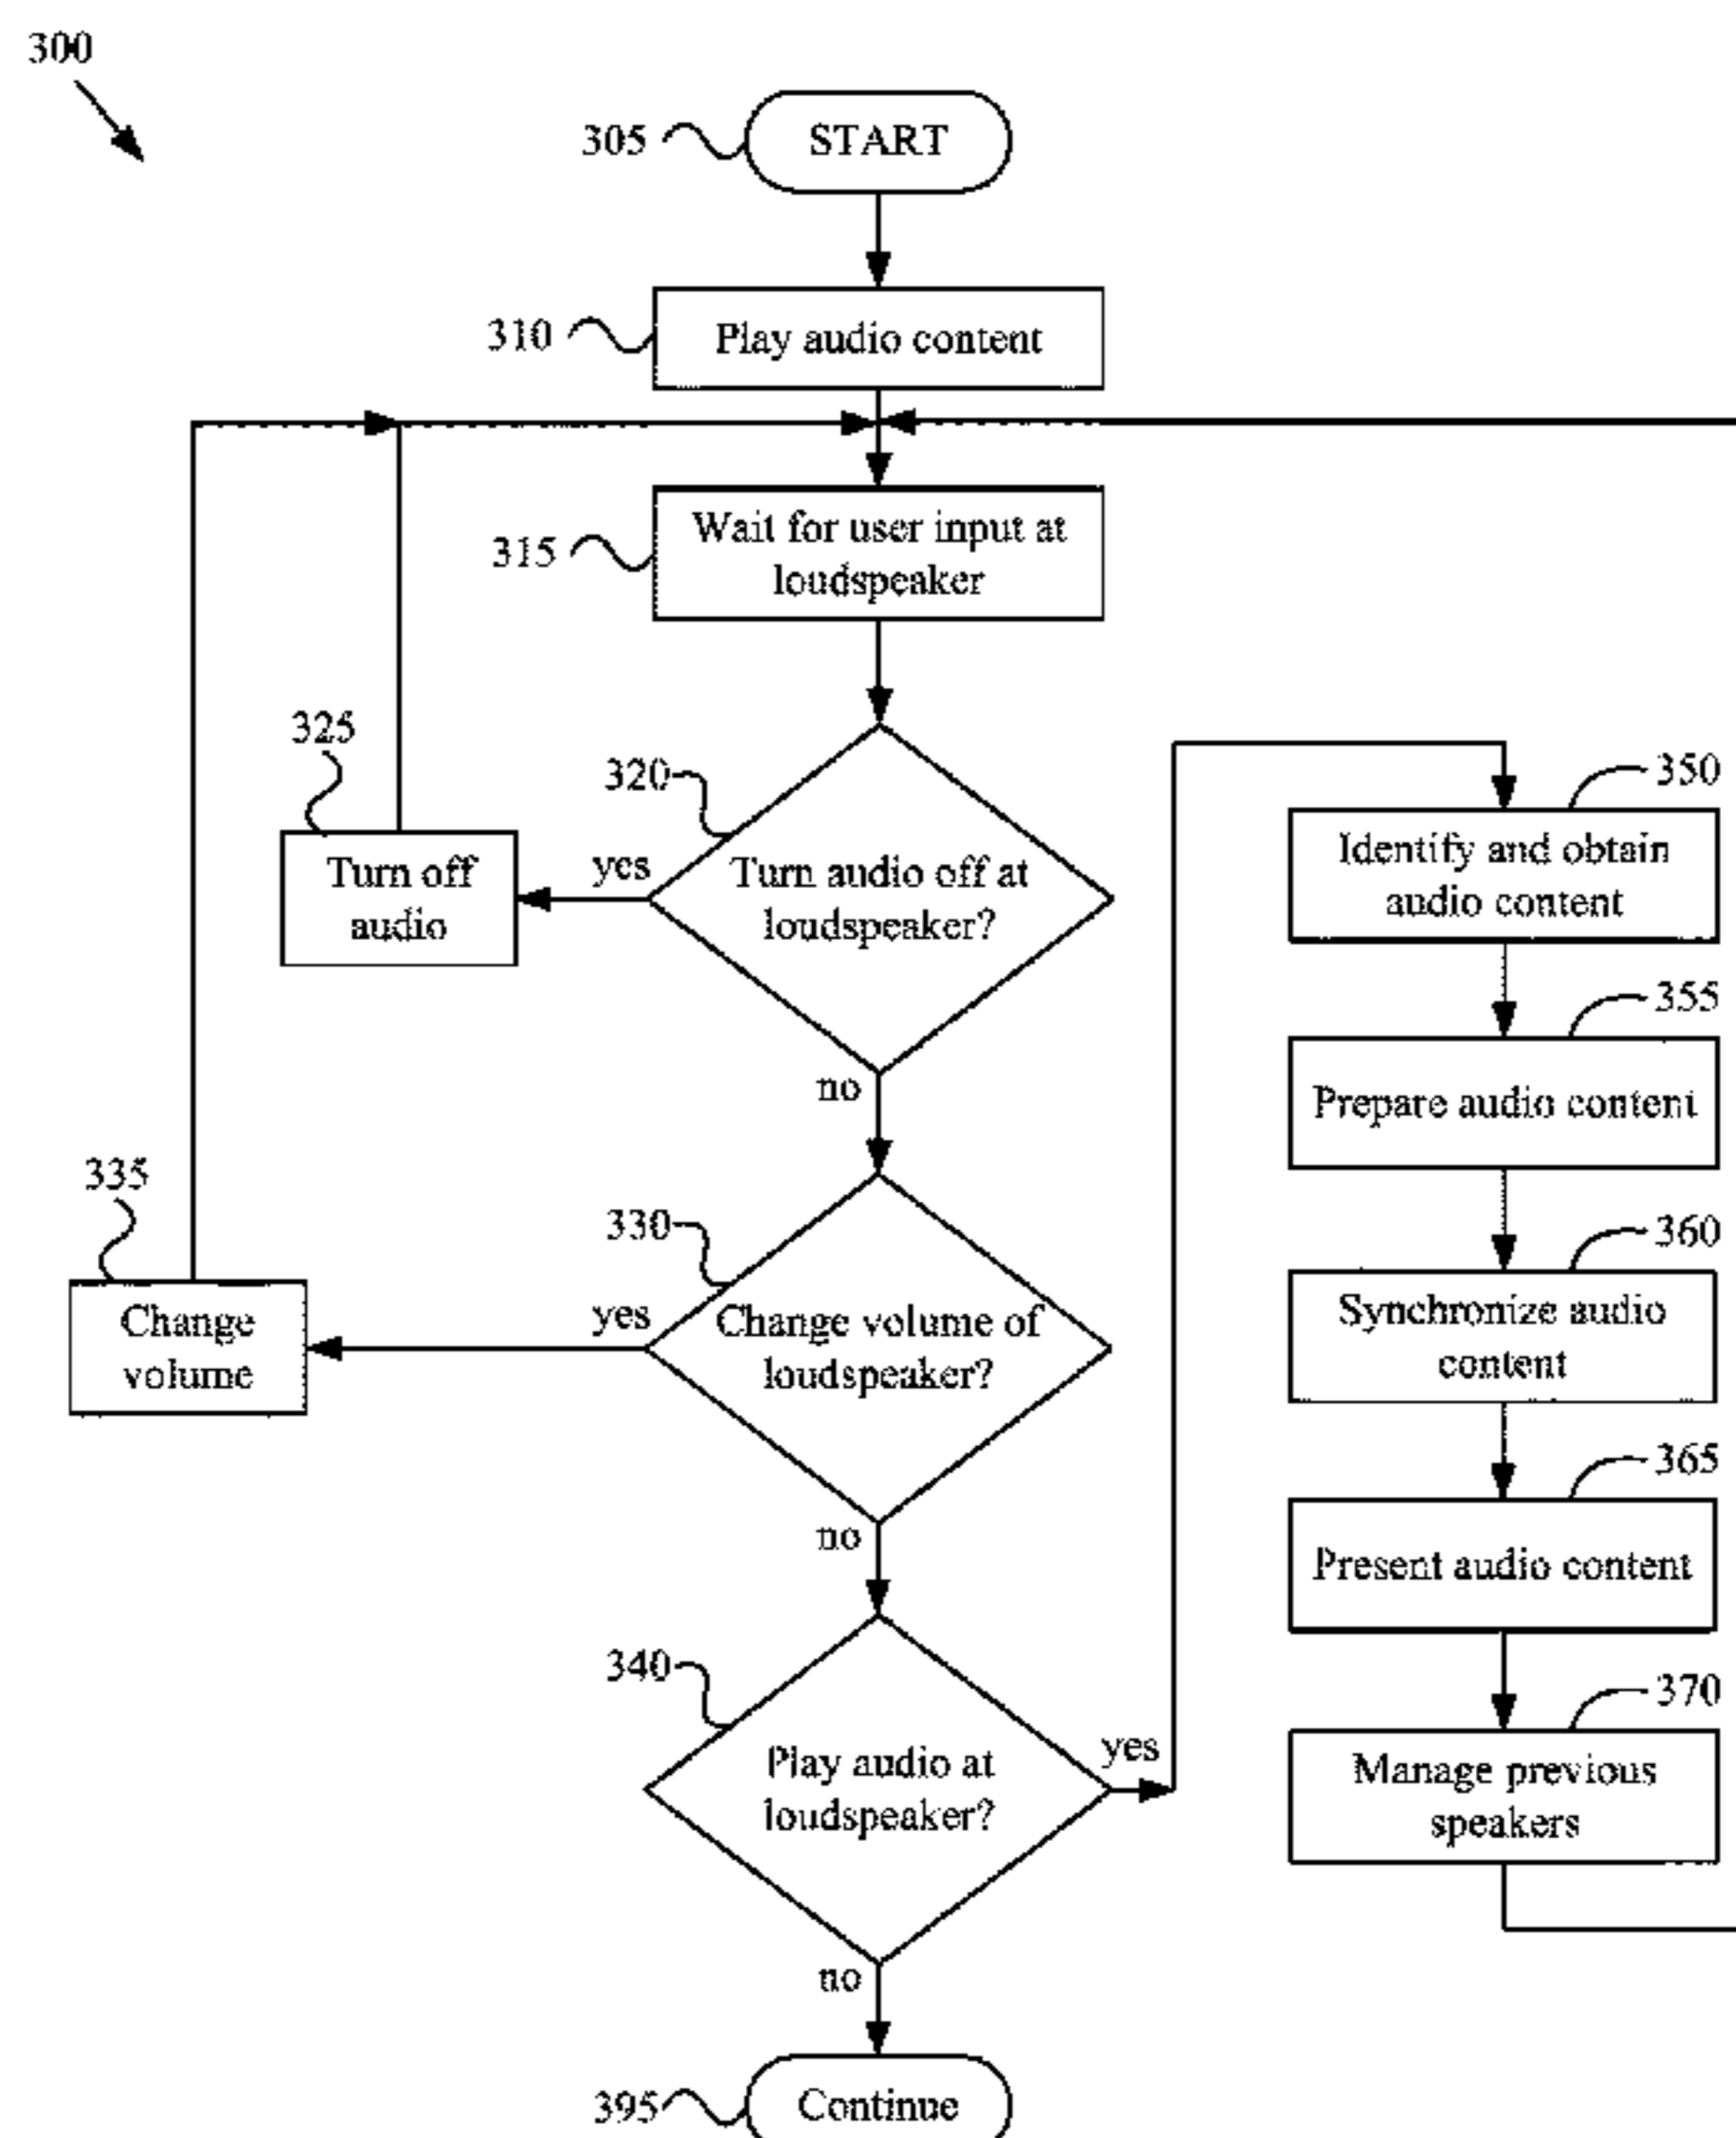 300
305
START
310
Play audio content
315
Wait for user input at
loudspeaker
325
Turn off
audio
320
yes
Turn audio off at
loudspeaker?
no
335
Change
volume
330
yes
Change volume of
loudspeaker?
no
340
Play audio at
loudspeaker?
yes
no
350
Identify and obtain
audio content
355
Prepare audio content
360
Synchronize audio
content
365
Present audio content
370
Manage previous
speakers
395
Continue